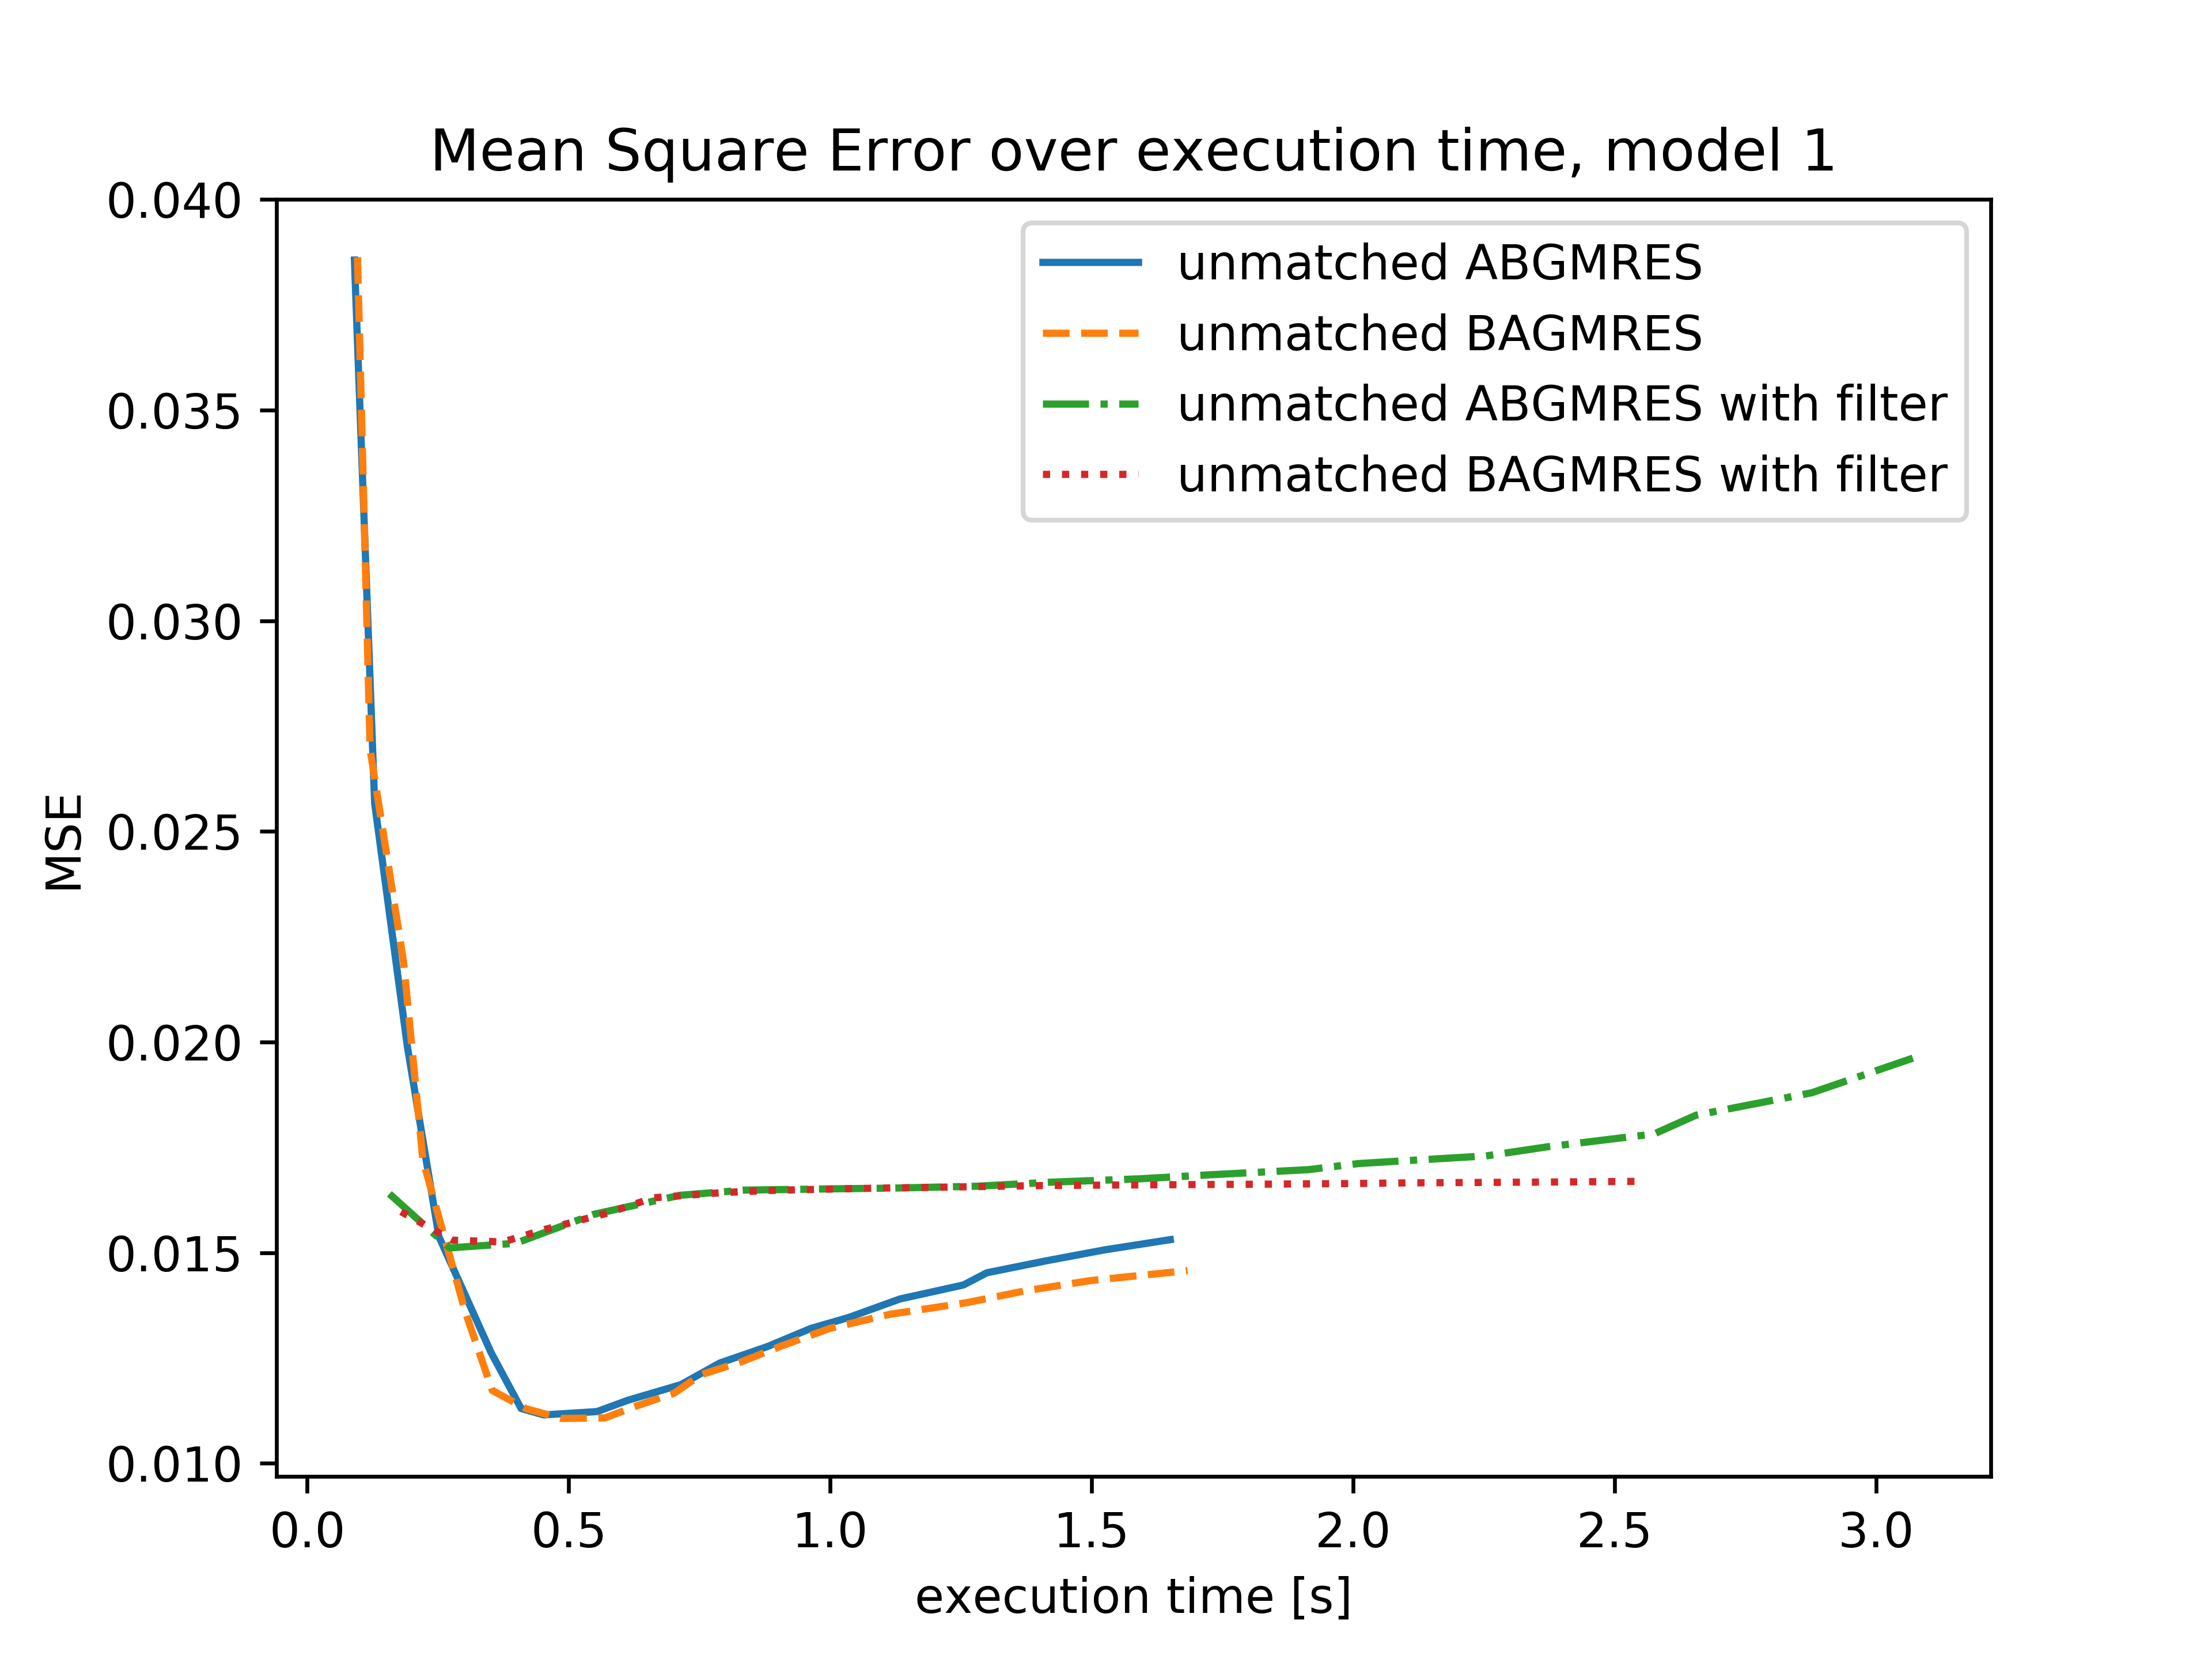 Mean Square Error over execution time, model 1
0.040
0.035
0.030
0.025
0.020
0.015
0.010
MSE
unmatched ABGMRES
unmatched BAGMRES
unmatched ABGMRES with filter
unmatched BAGMRES with filter
0.0 0.5 1.0 1.5 2.0 2.5 3.0
execution time [s]